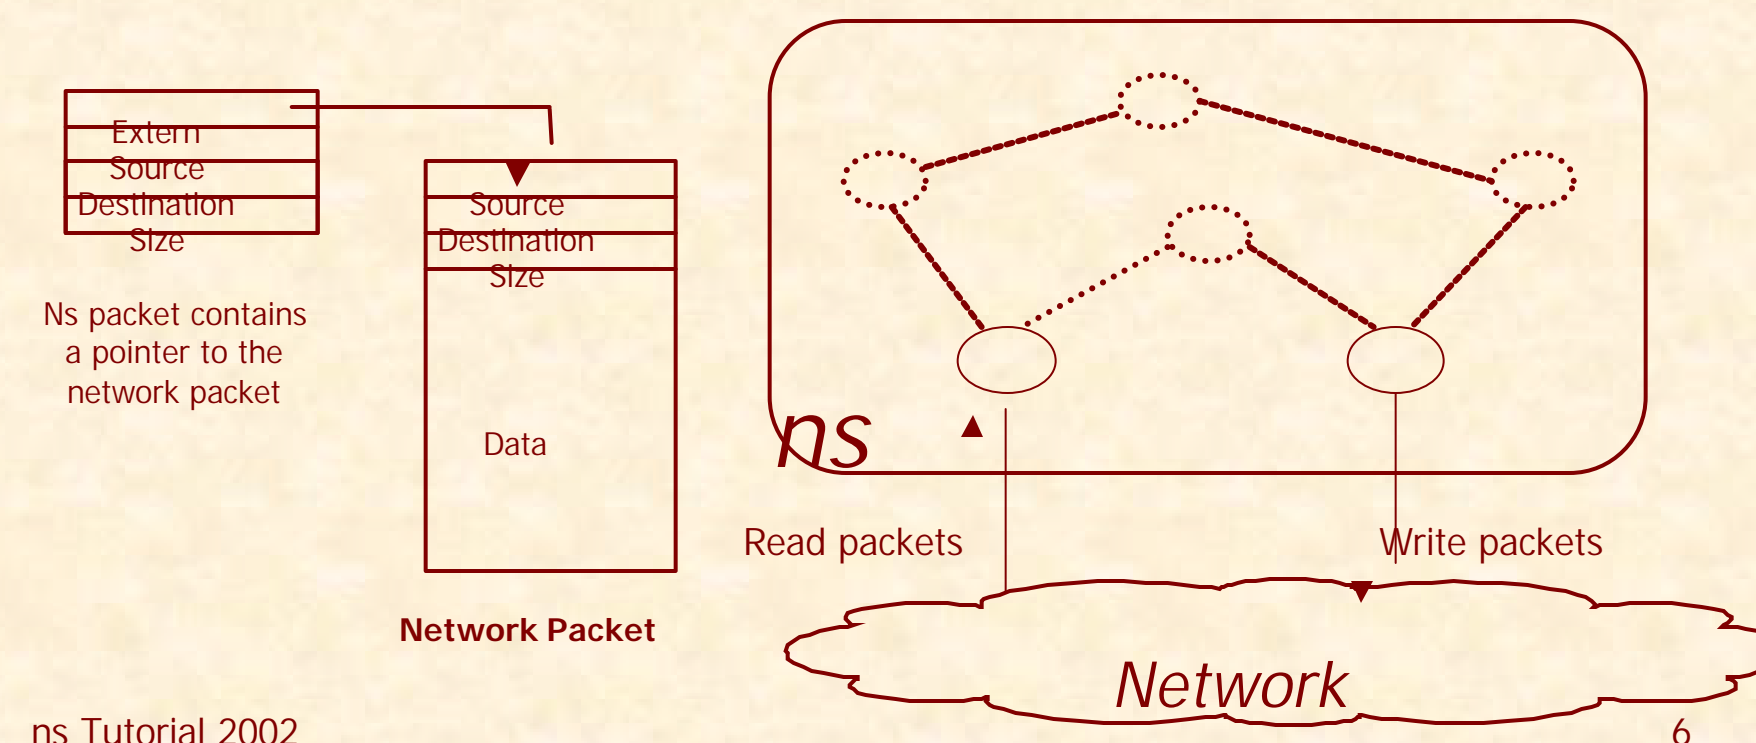 Extern
Source
Destination
Size
Ns packet contains
a pointer to the
network packet
Source
Destination
Size
Data
Network Packet
ns
Read packets
Write packets
Network
ns Tutorial 2002
6